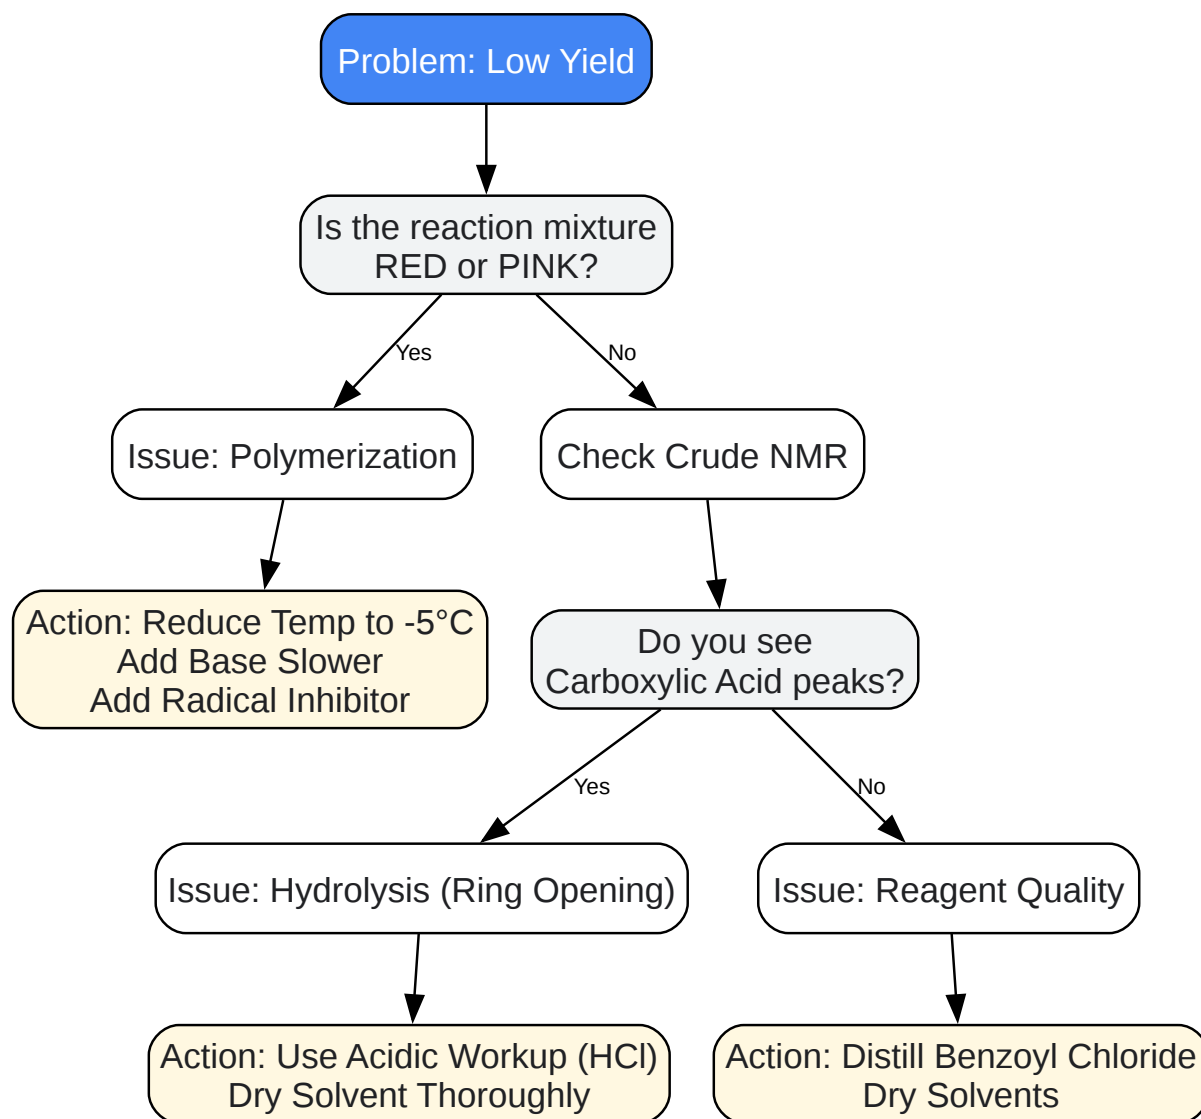 Problem: Low Yield
Is the reaction mixture
RED or PINK?
Yes
No
Issue: Polymerization
Check Crude NMR
Action: Reduce Temp to -5°C
Add Base Slower
Add Radical Inhibitor
Do you see
Carboxylic Acid peaks?
Yes
No
Issue: Hydrolysis (Ring Opening)
Issue: Reagent Quality
Action: Use Acidic Workup (HCl)
Dry Solvent Thoroughly
Action: Distill Benzoyl Chloride
Dry Solvents